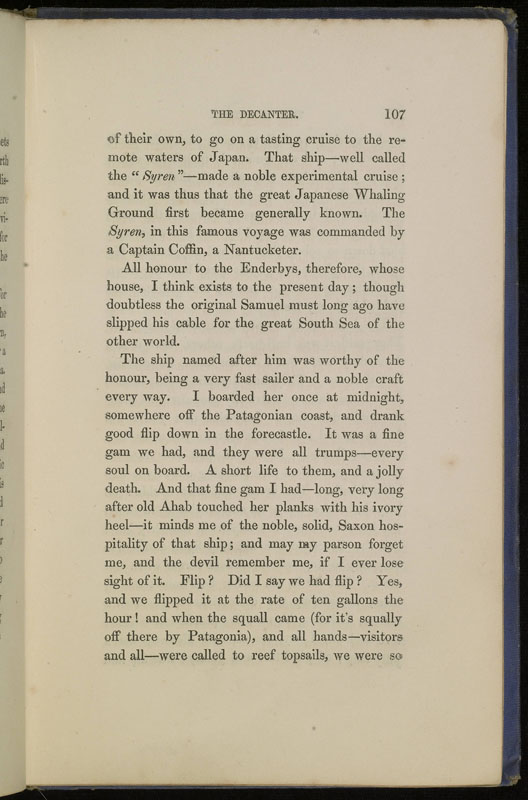 THE DECANTER. 107
of their own, to go on a tasting cruise to the re-
mote waters of Japan. That ship—well called
the “Syren”—made a noble experimental cruise;
and it was thus that the great Japanese Whaling
Ground first became generally known. The
Syren, in this famous voyage was commanded by
a Captain Coffin, a Nantucketer.
All honour to the Enderbys, therefore, whose
house, I think exists to the present day; though
doubtless the original Samuel must long ago have
slipped his cable for the great South Sea of the
other world.
The ship named after him was worthy of the
honour, being a very fast sailer and a noble craft
every way. I boarded her once at midnight,
somewhere off the Patagonian coast, and drank
good flip down in the forecastle. It was a fine
gam we had, and they were all trumps—every
soul on board. A short life to them, and a jolly
death. And that fine gam I had—long, very long
after old Ahab touched her planks with his ivory
heel—it minds me of the noble, solid, Saxon hos-
pitality of that ship; and may my parson forget
me, and the devil remember me, if I ever lose
sight of it. Flip? Did I say we had flip? Yes,
and we flipped it at the rate of ten gallons the
hour! and when the squall came (for it's squally
off there by Patagonia), and all hands—visitors
and all—were called to reef topsails, we were so